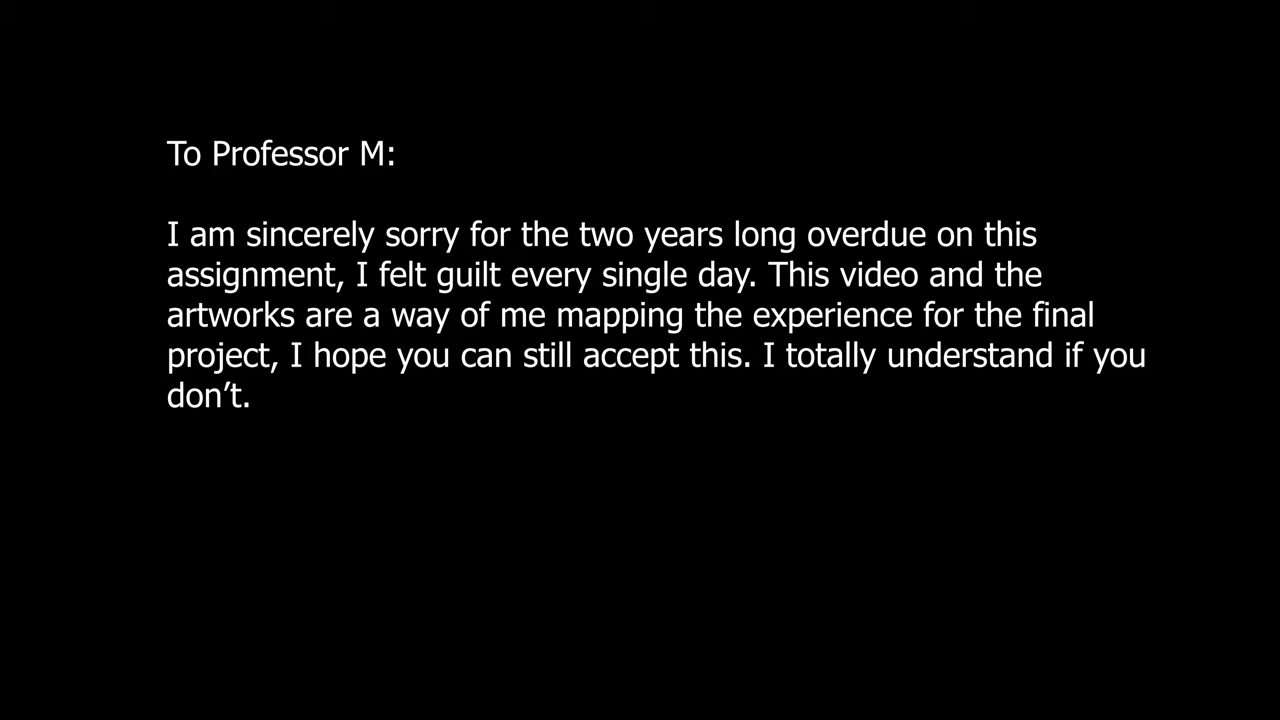 To Professor M:
I am sincerely sorry for the two years long overdue on this
assignment, I felt guilt every single day. This video and the
artworks are a way of me mapping the experience for the final
project, I hope you can still accept this. I totally understand if you
don’t.